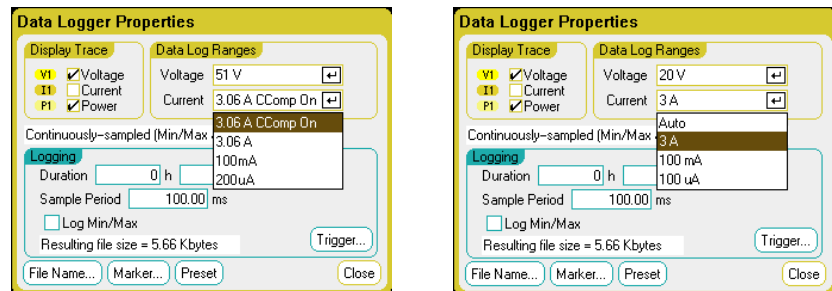 Data Logger Properties
Display Trace
Data Log Ranges
V1 Voltage
I1 Current
P1 Power
Voltage 51 V
Current 3.06 A CComp On
3.06 A CComp On
3.06 A
100mA
200uA
Continuously-sampled (Min/Max
Logging
Duration 0 h
Sample Period 100.00 ms
Log Min/Max
Resulting file size = 5.66 Kbytes
Trigger...
File Name... Marker... Preset Close
Data Logger Properties
Display Trace
Data Log Ranges
V1 Voltage
I1 Current
P1 Power
Voltage 20 V
Current 3 A
Auto
3 A
100 mA
100 uA
Continuously-sampled (Min/Max
Logging
Duration 0 h
Sample Period 100.00 ms
Log Min/Max
Resulting file size = 5.66 Kbytes
Trigger...
File Name... Marker... Preset Close